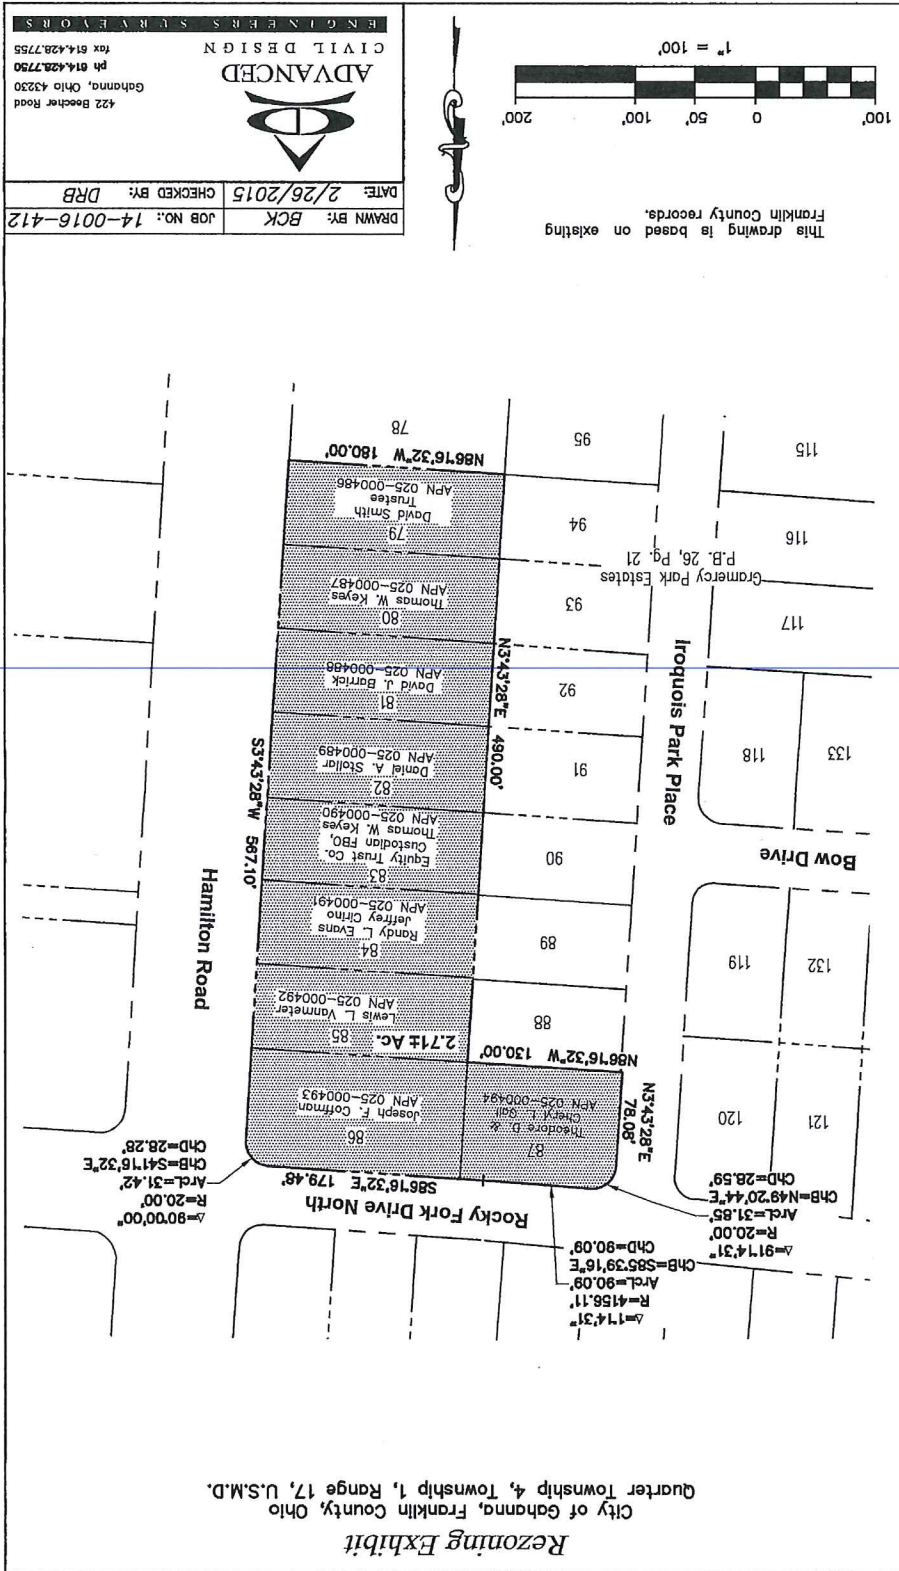 Rezoning Exhibit
City of Gahanna, Franklin County, Ohio
Quarter Township 4, Township 1, Range 17, U.S.M.D.
Δ=1°14'31"
R=4156.11'
ArcL=90.09'
ChB=S85°39'16"E
ChD=90.09'
Δ=91°14'31"
R=20.00'
ArcL=31.85'
ChB=N49°20'44"E
ChD=28.59'
Δ=90°00'00"
R=20.00'
ArcL=31.42'
ChB=S41°16'32"E
ChD=28.28'
Rocky Fork Drive North
S86°16'32"E 179.48'
N3°43'28"E
78.08'
121
120
87
Theodore D. &
Cheryl L. Gall
APN 025-000494
86
Joseph F. Coffman
APN 025-000493
N86°16'32"W 130.00'
2.71± Ac.
88
85
Lewis L. Vanmeter
APN 025-000492
132
119
89
84
Randy L. Evans
Jeffrey Cirino
APN 025-000491
Hamilton Road
Bow Drive
90
83
Equity Trust Co.
Custodian FBO,
Thomas W. Keyes
APN 025-000490
S3°43'28"W 567.10'
133
118
Iroquois Park Place
91
82
Daniel A. Stollar
APN 025-000489
N3°43'28"E 490.00'
92
81
David J. Barrick
APN 025-000488
117
93
80
Thomas W. Keyes
APN 025-000487
Gramercy Park Estates
P.B. 26, Pg. 21
116
94
79
David Smith
Trustee
APN 025-000486
115
95
N86°16'32"W 180.00'
78
This drawing is based on existing
Franklin County records.
100' 0 50' 100' 200'
1" = 100'
DRAWN BY: BCK JOB NO.: 14-0016-412
DATE: 2/26/2015 CHECKED BY: DRB
ADVANCED
CIVIL DESIGN
ENGINEERS SURVEYORS
422 Beecher Road
Gahanna, Ohio 43230
ph 614.428.7750
fax 614.428.7755